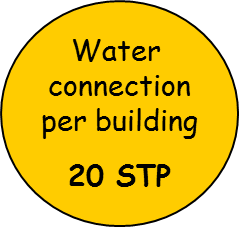 Water
connection
per building
20 STP